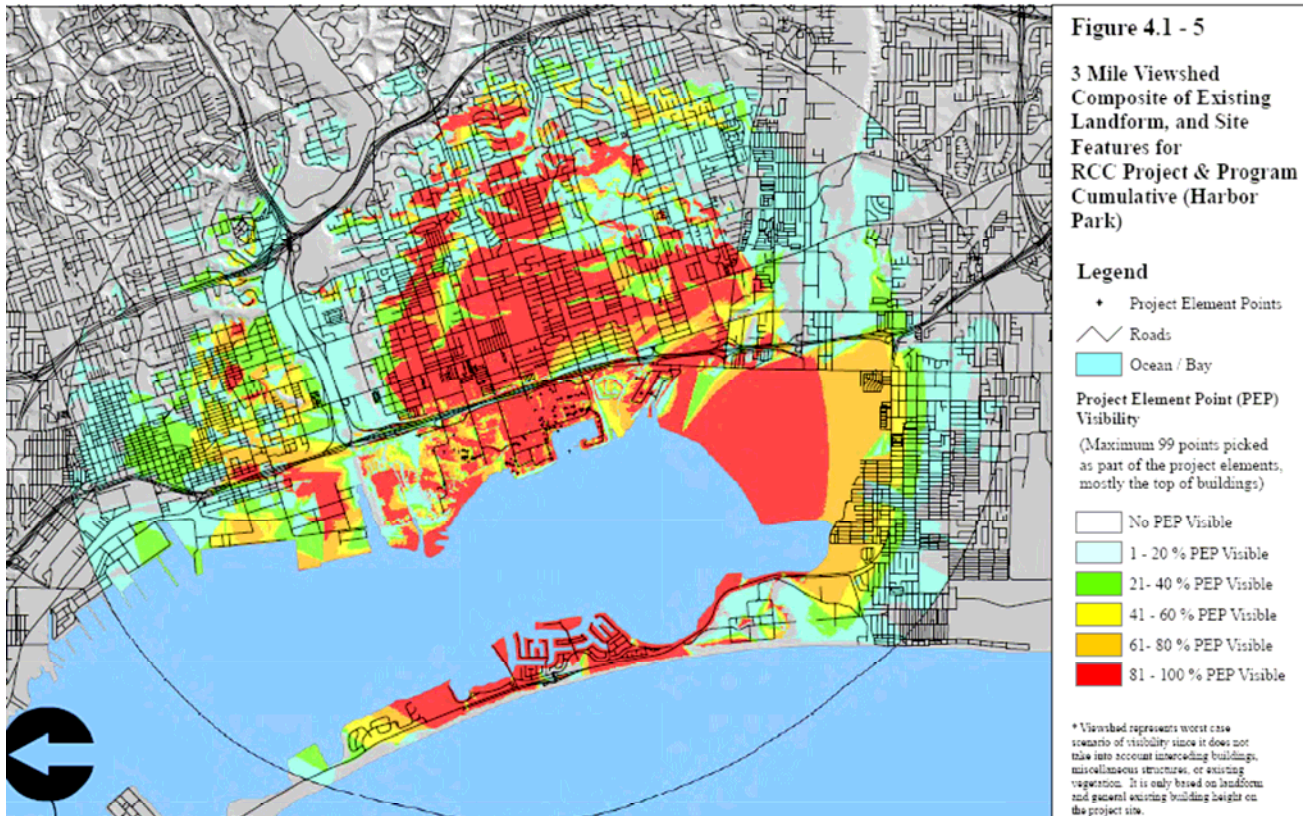 Figure 4.1 - 5
3 Mile Viewshed
Composite of Existing
Landform, and Site
Features for
RCC Project & Program
Cumulative (Harbor
Park)
Legend
Project Element Points
Roads
Ocean / Bay
Project Element Point (PEP)
Visibility
(Maximum 99 points picked
as part of the project elements,
mostly the top of buildings)
No PEP Visible
1 - 20 % PEP Visible
21- 40 % PEP Visible
41 - 60 % PEP Visible
61- 80 % PEP Visible
81 - 100 % PEP Visible
* Viewshed represents worst case
scenario of visibility since it does not
take into account interceding buildings,
miscellaneous structures, or existing
vegetation. It is only based on landform
and general existing building height on
the project site.